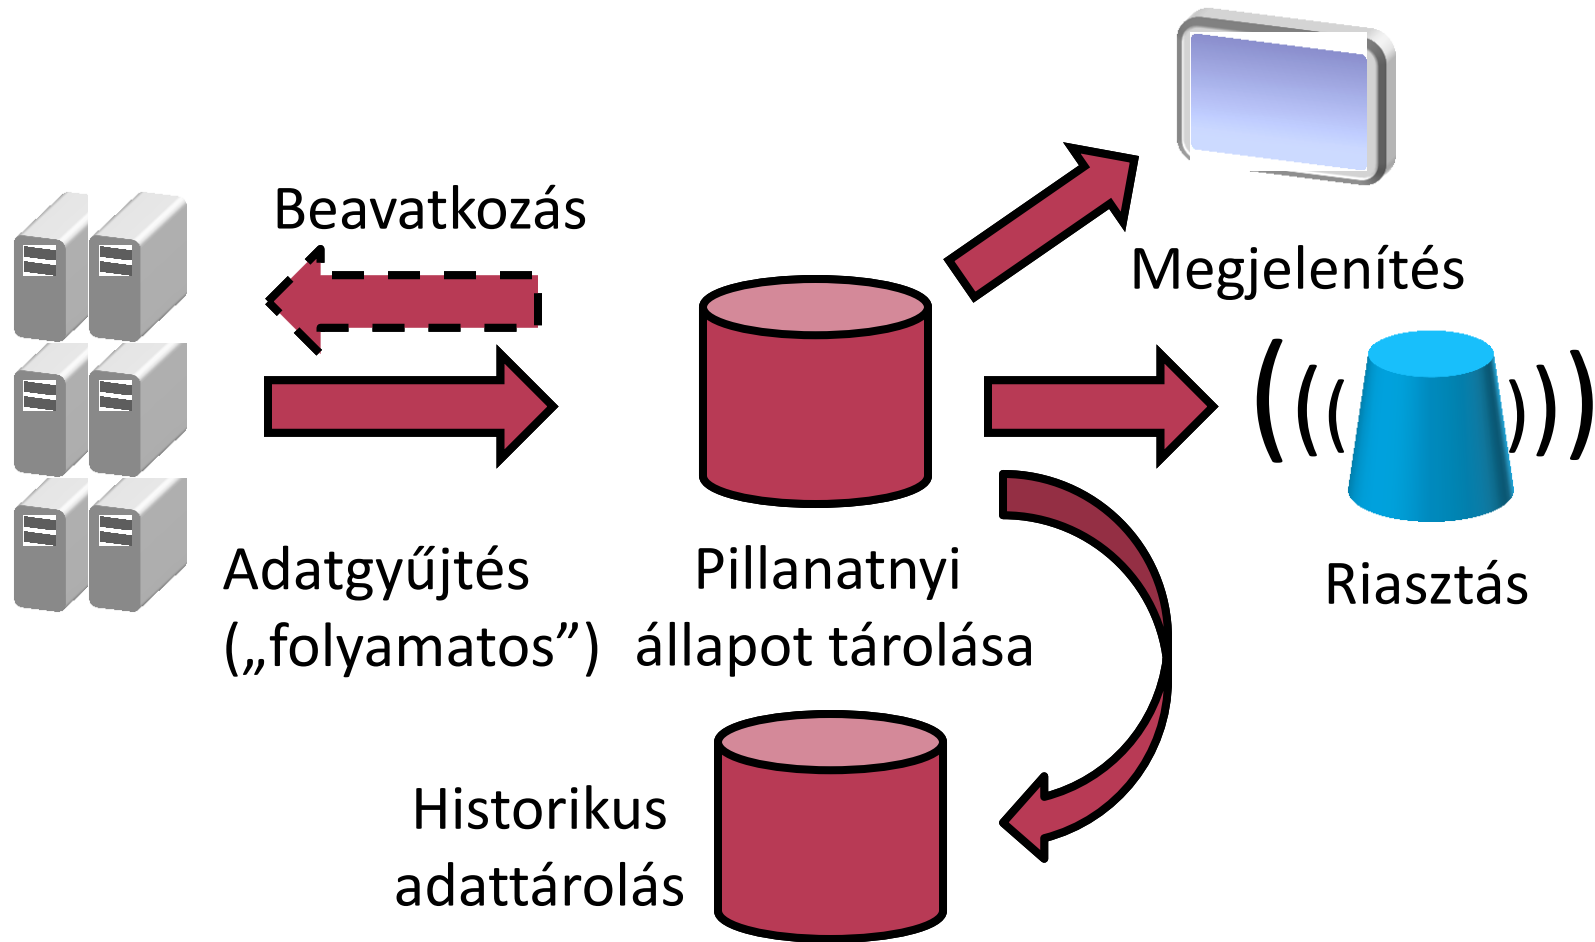 Beavatkozás
Megjelenítés
Adatgyűjtés
(„folyamatos”)
Pillanatnyi
állapot tárolása
Riasztás
Historikus
adattárolás